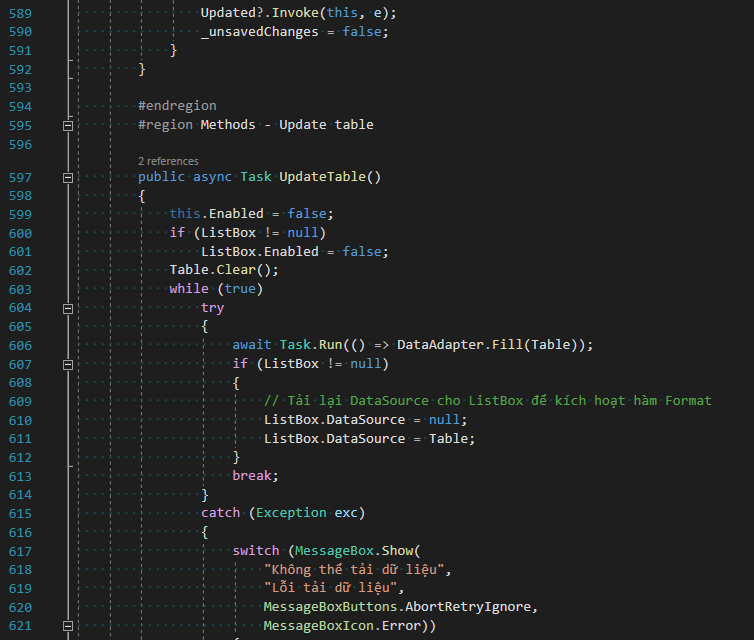 589 Updated?.Invoke(this, e);
590 _unsavedChanges = false;
591 }
592 }
593
594 #endregion
595 #region Methods - Update table
596
2 references
597 public async Task UpdateTable()
598 {
599 this.Enabled = false;
600 if (ListBox != null)
601 ListBox.Enabled = false;
602 Table.Clear();
603 while (true)
604 try
605 {
606 await Task.Run(() => DataAdapter.Fill(Table));
607 if (ListBox != null)
608 {
609 // Tải lại DataSource cho ListBox để kích hoạt hàm Format
610 ListBox.DataSource = null;
611 ListBox.DataSource = Table;
612 }
613 break;
614 }
615 catch (Exception exc)
616 {
617 switch (MessageBox.Show(
618 "Không thể tải dữ liệu",
619 "Lỗi tải dữ liệu",
620 MessageBoxButtons.AbortRetryIgnore,
621 MessageBoxIcon.Error))